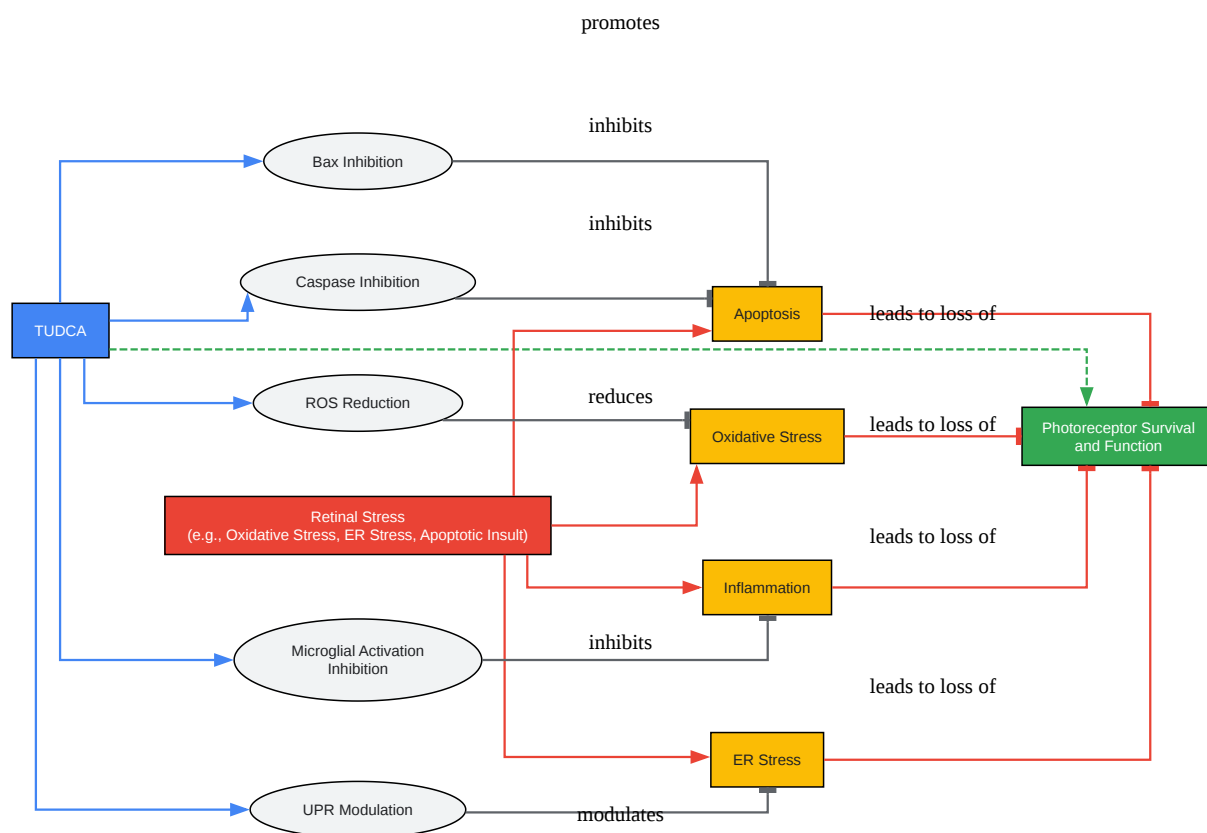 promotes
inhibits
Bax Inhibition
inhibits
Caspase Inhibition
Apoptosis
leads to loss of
TUDCA
reduces
ROS Reduction
Oxidative Stress
leads to loss of
Photoreceptor Survival
and Function
Retinal Stress
(e.g., Oxidative Stress, ER Stress, Apoptotic Insult)
leads to loss of
Inflammation
Microglial Activation
Inhibition
inhibits
leads to loss of
ER Stress
UPR Modulation
modulates